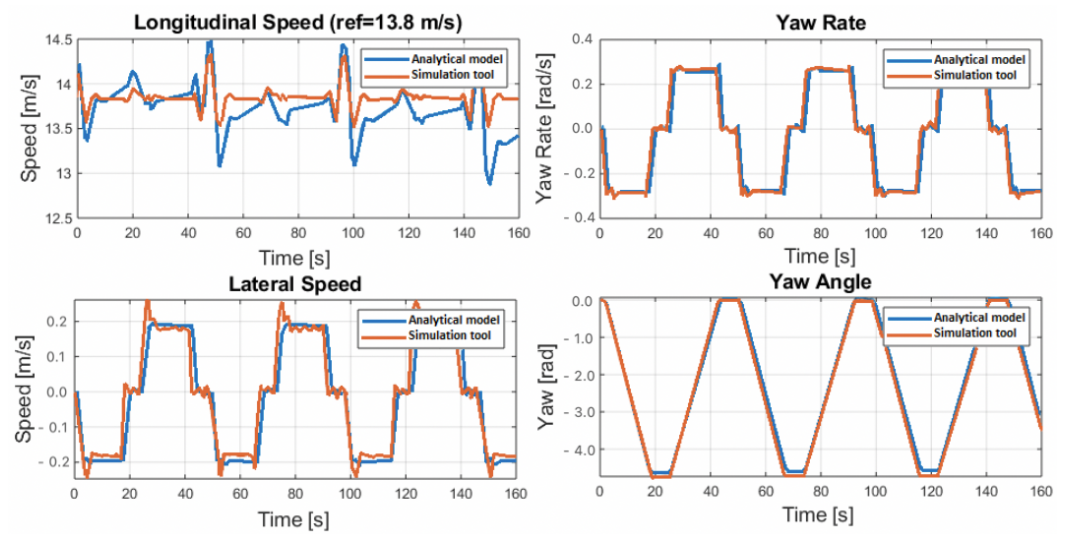 Longitudinal Speed (ref=13.8 m/s)
14.5
14
13.5
13
12.5
Speed [m/s]
Analytical model
Simulation tool
0 20 40 60 80 100 120 140 160
Time [s]
Yaw Rate
0.4
0.2
0.0
- 0.2
- 0.4
Yaw Rate [rad/s]
Analytical model
Simulation tool
0 20 40 60 80 100 120 140 160
Time [s]
Lateral Speed
0.2
0.1
0.0
- 0.1
- 0.2
Speed [m/s]
Analytical model
Simulation tool
0 20 40 60 80 100 120 140 160
Time [s]
Yaw Angle
0.0
- 1.0
- 2.0
- 3.0
- 4.0
Yaw [rad]
Analytical model
Simulation tool
0 20 40 60 80 100 120 140 160
Time [s]